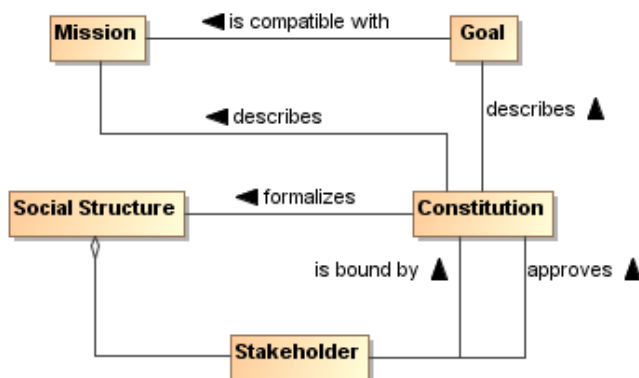 Mission
is compatible with
Goal
describes
describes
Social Structure
formalizes
Constitution
is bound by
approves
Stakeholder